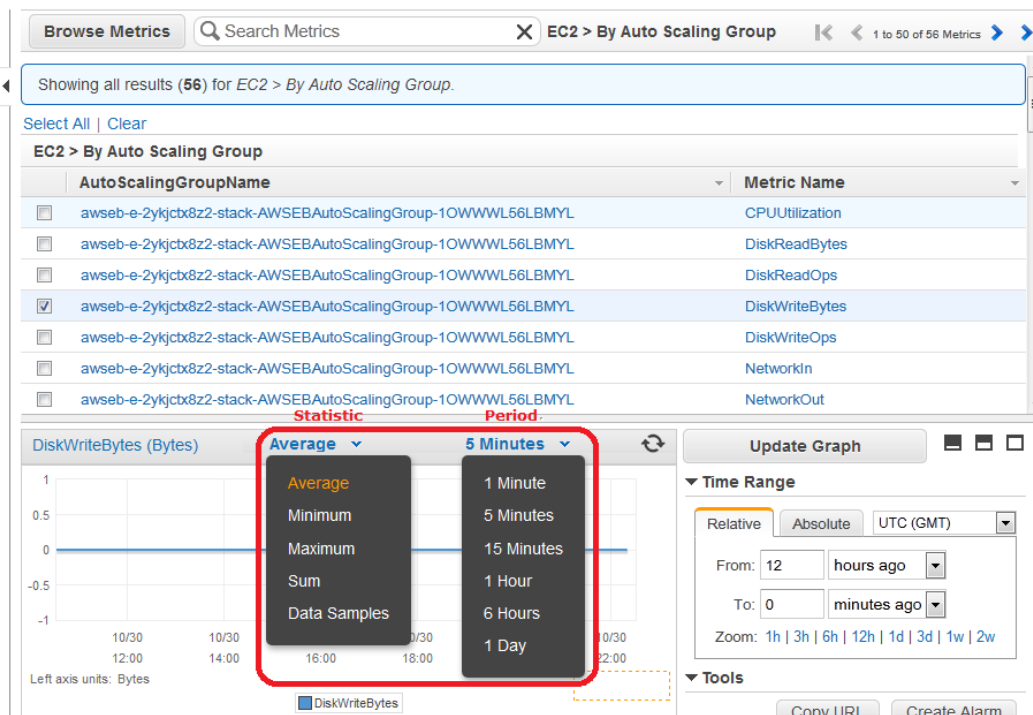 Browse Metrics Search Metrics EC2 > By Auto Scaling Group 1 to 50 of 56 Metrics
Showing all results (56) for EC2 > By Auto Scaling Group.
Select All | Clear
EC2 > By Auto Scaling Group
AutoScalingGroupName Metric Name
awseb-e-2ykjctx8z2-stack-AWSEBAutoScalingGroup-1OWWWL56LBMYL CPUUtilization
awseb-e-2ykjctx8z2-stack-AWSEBAutoScalingGroup-1OWWWL56LBMYL DiskReadBytes
awseb-e-2ykjctx8z2-stack-AWSEBAutoScalingGroup-1OWWWL56LBMYL DiskReadOps
awseb-e-2ykjctx8z2-stack-AWSEBAutoScalingGroup-1OWWWL56LBMYL DiskWriteBytes
awseb-e-2ykjctx8z2-stack-AWSEBAutoScalingGroup-1OWWWL56LBMYL DiskWriteOps
awseb-e-2ykjctx8z2-stack-AWSEBAutoScalingGroup-1OWWWL56LBMYL NetworkIn
awseb-e-2ykjctx8z2-stack-AWSEBAutoScalingGroup-1OWWWL56LBMYL NetworkOut
Statistic Period
DiskWriteBytes (Bytes) Average 5 Minutes
Average
Minimum
Maximum
Sum
Data Samples
1 Minute
5 Minutes
15 Minutes
1 Hour
6 Hours
1 Day
1
0.5
0
-0.5
-1
10/30 10/30 0/30 10/30
12:00 14:00 16:00 18:00 22:00
Left axis units: Bytes
DiskWriteBytes
Update Graph
Time Range
Relative Absolute UTC (GMT)
From: 12 hours ago
To: 0 minutes ago
Zoom: 1h | 3h | 6h | 12h | 1d | 3d | 1w | 2w
Tools
Copy URL Create Alarm